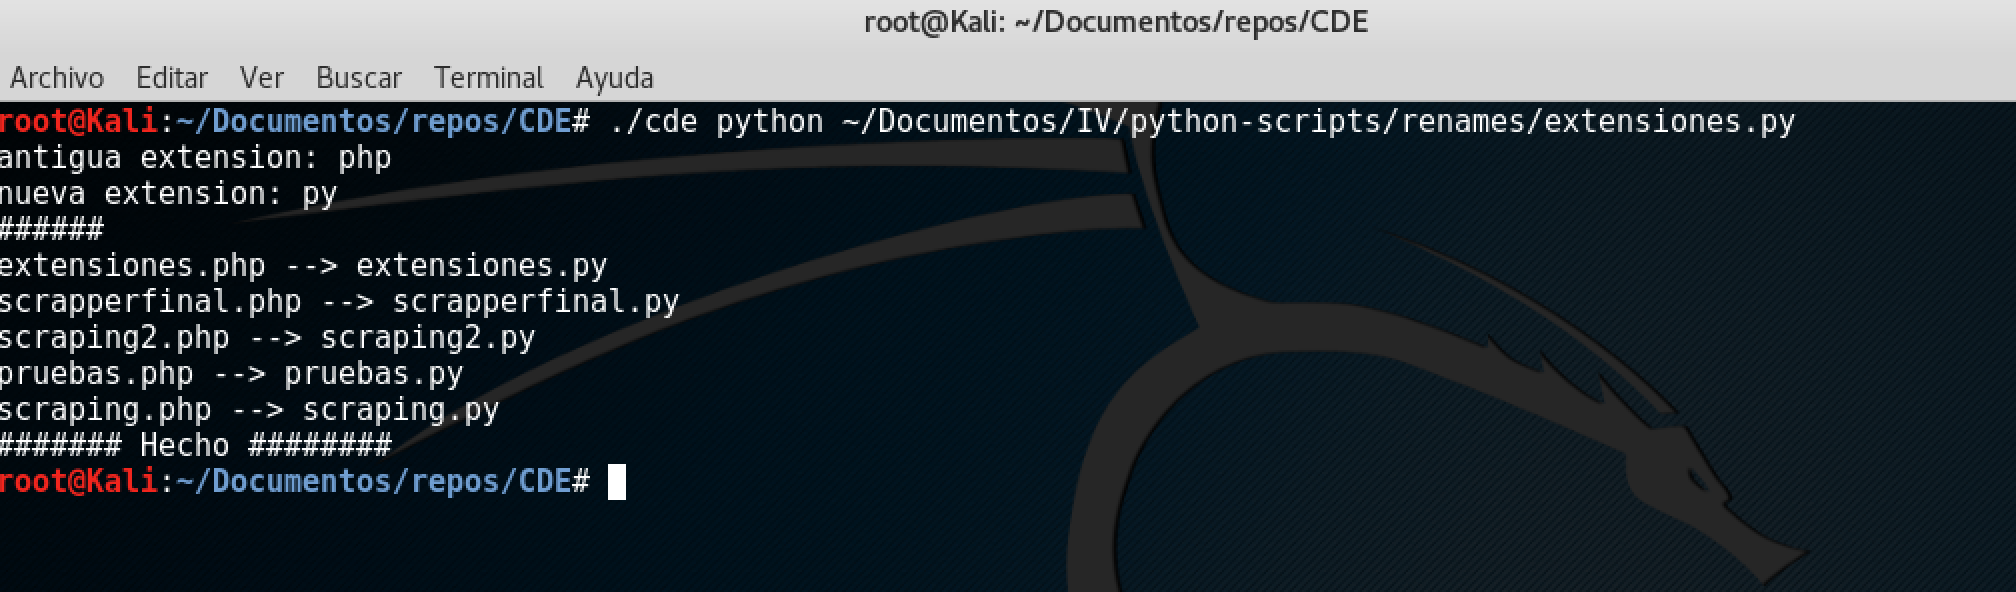 root@Kali: ~/Documentos/repos/CDE
Archivo Editar Ver Buscar Terminal Ayuda
root@Kali:~/Documentos/repos/CDE# ./cde python ~/Documentos/IV/python-scripts/renames/extensiones.py
antigua extension: php
nueva extension: py
######
extensiones.php --> extensiones.py
scrapperfinal.php --> scrapperfinal.py
scraping2.php --> scraping2.py
pruebas.php --> pruebas.py
scraping.php --> scraping.py
####### Hecho ########
root@Kali:~/Documentos/repos/CDE#